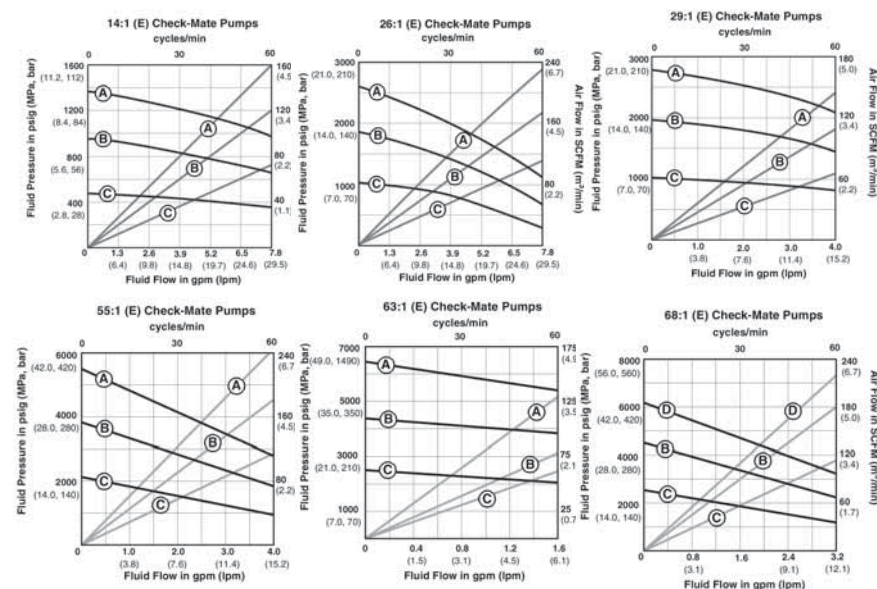 14:1 (E) Check-Mate Pumps
cycles/min
0 25 60
Fluid Pressure in psig (MPa, bar)
1600
(11.2, 112)
1200
(8.4, 84)
800
(5.6, 56)
400
(2.8, 28)
A
B
C
A
B
C
160
(4.5
120
(3.4
80
(2.2)
40
(1.1)
0 1.3 2.6 3.9 5.2 6.5 7.8
(6.4) (9.8) (14.8) (19.7) (24.6) (29.5)
Fluid Flow in gpm (lpm)
26:1 (E) Check-Mate Pumps
cycles/min
0 30 60
Fluid Pressure in psig (MPa, bar)
3000
(21.0, 210)
2000
(14.0, 140)
1000
(7.0, 70)
A
B
C
A
B
C
240
(6.7)
160
(4.5)
80
(2.2)
Air Flow in SCFM (m³/min)
0 1.3 2.6 3.9 5.2 6.5 7.8
(6.4) (9.8) (14.8) (19.7) (24.6) (29.5)
Fluid Flow in gpm (lpm)
29:1 (E) Check-Mate Pumps
cycles/min
0 30 60
Fluid Pressure in psig (MPa, bar)
3000
(21.0, 210)
2000
(14.0, 140)
1000
(7.0, 70)
A
B
C
A
B
C
180
(5.0)
120
(3.4)
60
(2.2)
Air Flow in SCFM (m³/min)
0 1.0 2.0 3.0 4.0
(3.8) (7.6) (11.4) (15.2)
Fluid Flow in gpm (lpm)
55:1 (E) Check-Mate Pumps
cycles/min
0 25 60
Fluid Pressure in psig (MPa, bar)
6000
(42.0, 420)
4000
(28.0, 280)
2000
(14.0, 140)
A
B
C
A
B
C
240
(6.7
160
(4.5)
80
(2.2)
0 1.0 2.0 3.0 4.0
(3.8) (7.6) (11.4) (15.2)
Fluid Flow in gpm (lpm)
63:1 (E) Check-Mate Pumps
cycles/min
0 30 60
Fluid Pressure in psig (MPa, bar)
7000
(49.0, 1490)
5000
(35.0, 350)
3000
(21.0, 210)
1000
(7.0, 70)
A
B
C
A
B
C
175
(4.9
125
(3.5
75
(2.1
25
(0.7
0 0.4 0.8 1.2 1.6
(1.5) (3.1) (4.5) (6.1)
Fluid Flow in gpm (lpm)
68:1 (E) Check-Mate Pumps
cycles/min
0 30 60
Fluid Pressure in psig (MPa, bar)
8000
(56.0, 560)
6000
(42.0, 420)
4000
(28.0, 280)
2000
(14.0, 140)
D
B
C
D
B
C
240
(6.7)
180
(5.0)
120
(3.4)
60
(1.7)
Air Flow in SCFM (m³/min)
0 0.8 1.6 2.4 3.2
(3.1) (9.1) (12.1)
Fluid Flow in gpm (lpm)